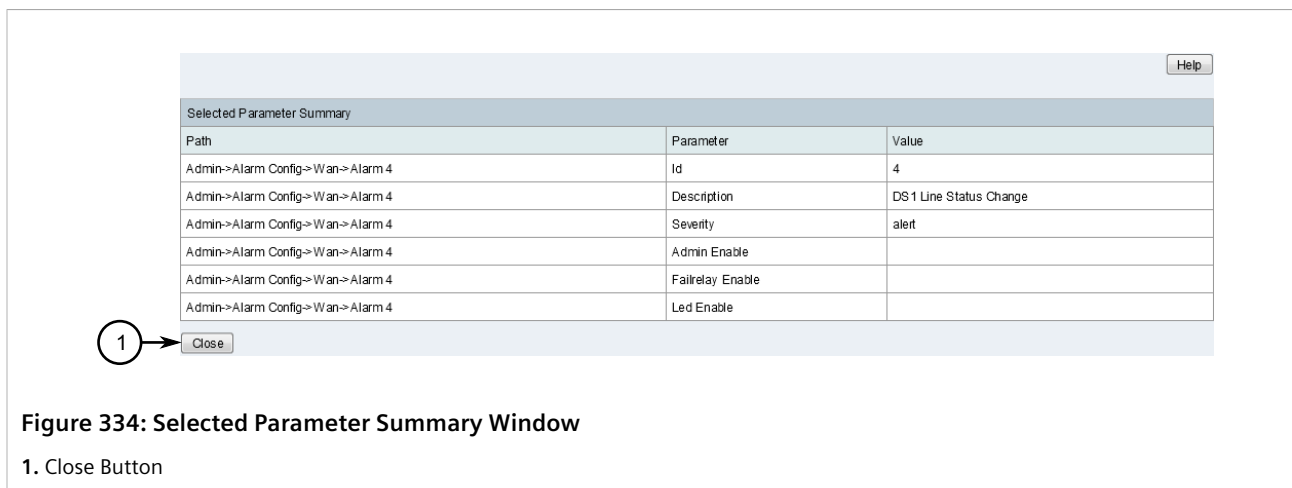 Help
Selected Parameter Summary
Path Parameter Value
Admin->Alarm Config->Wan->Alarm 4 Id 4
Admin->Alarm Config->Wan->Alarm 4 Description DS1 Line Status Change
Admin->Alarm Config->Wan->Alarm 4 Severity alert
Admin->Alarm Config->Wan->Alarm 4 Admin Enable
Admin->Alarm Config->Wan->Alarm 4 Failrelay Enable
Admin->Alarm Config->Wan->Alarm 4 Led Enable
1 Close
Figure 334: Selected Parameter Summary Window
1. Close Button